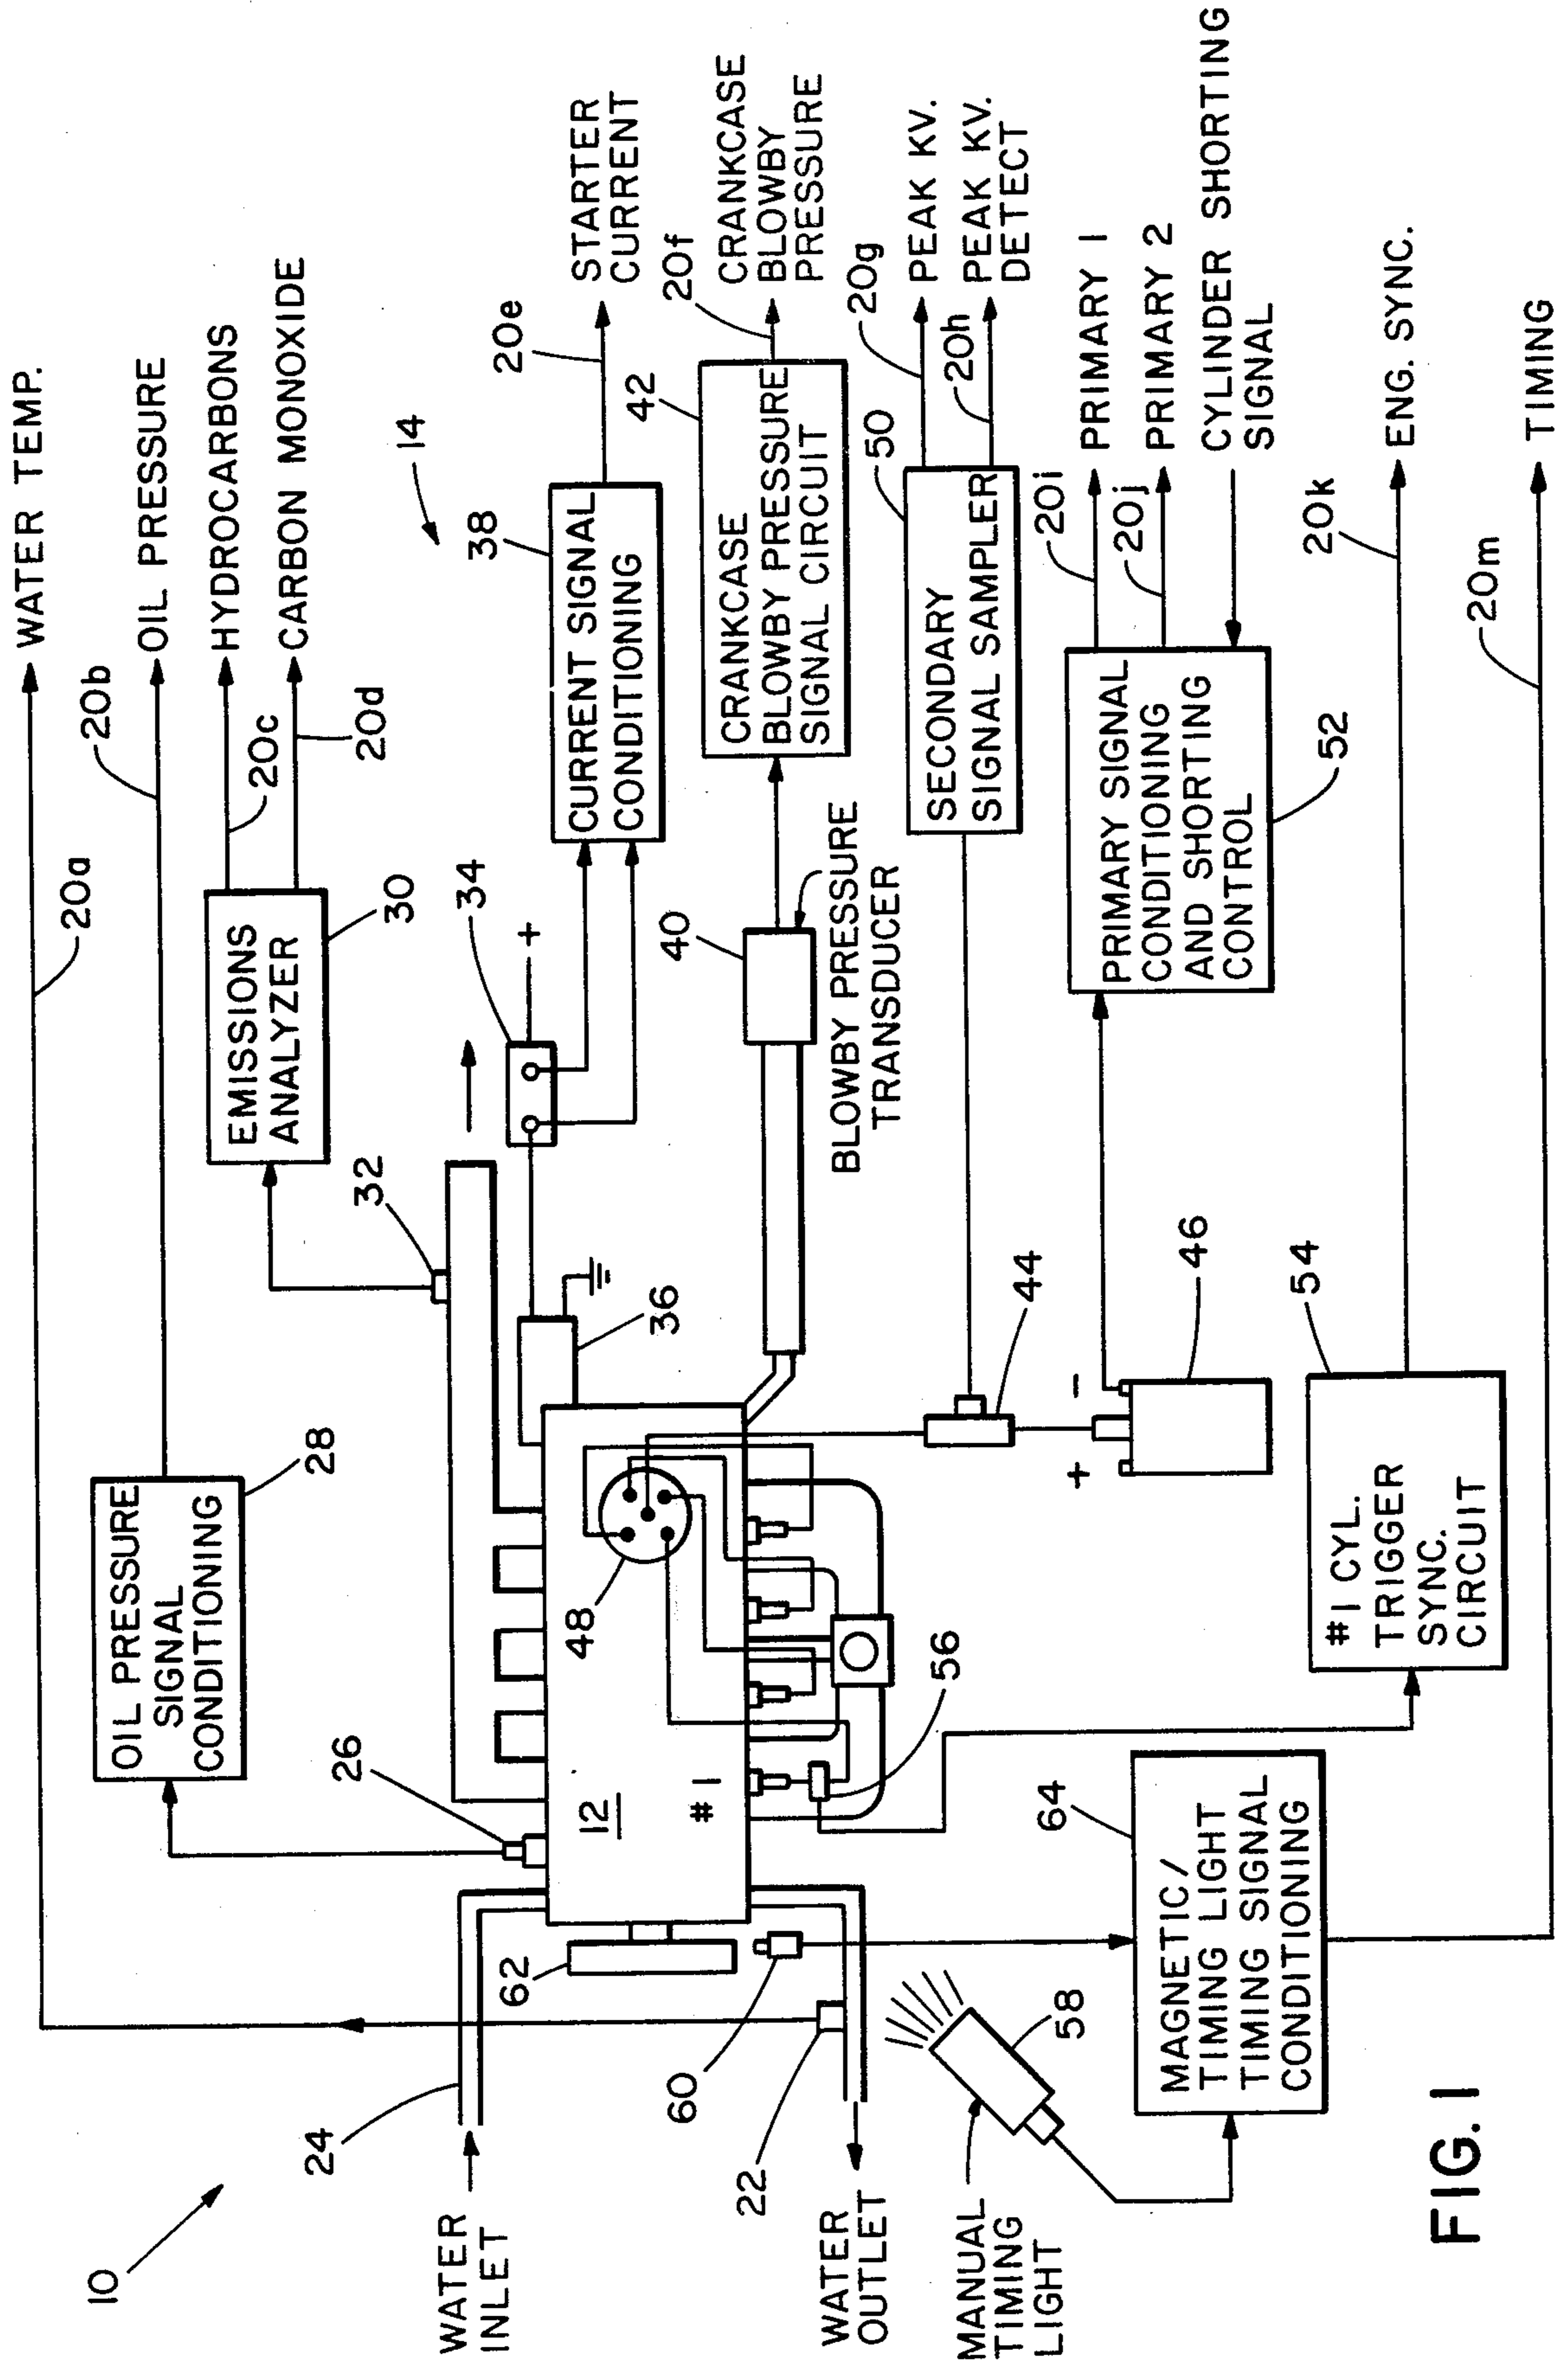 10
WATER
INLET
24
WATER
OUTLET
22
MANUAL
TIMING
LIGHT
58
60
62
26
12
#1
48
56
OIL PRESSURE
SIGNAL
CONDITIONING
28
32
36
34
+
EMISSIONS
ANALYZER
30
20a
WATER TEMP.
20b
OIL PRESSURE
20c
HYDROCARBONS
20d
CARBON MONOXIDE
14
CURRENT SIGNAL
CONDITIONING
38
20e
STARTER
CURRENT
40
BLOWBY PRESSURE
TRANSDUCER
CRANKCASE
BLOWBY PRESSURE
SIGNAL CIRCUIT
42
20f
CRANKCASE
BLOWBY
PRESSURE
44
SECONDARY
SIGNAL SAMPLER
50
20g
PEAK KV.
20h
PEAK KV.
DETECT
+
-
46
PRIMARY SIGNAL
CONDITIONING
AND SHORTING
CONTROL
52
20i
PRIMARY 1
20j
PRIMARY 2
CYLINDER SHORTING
SIGNAL
#1 CYL.
TRIGGER
SYNC.
CIRCUIT
54
20k
ENG. SYNC.
MAGNETIC/
TIMING LIGHT
TIMING SIGNAL
CONDITIONING
64
20m
TIMING
FIG. 1